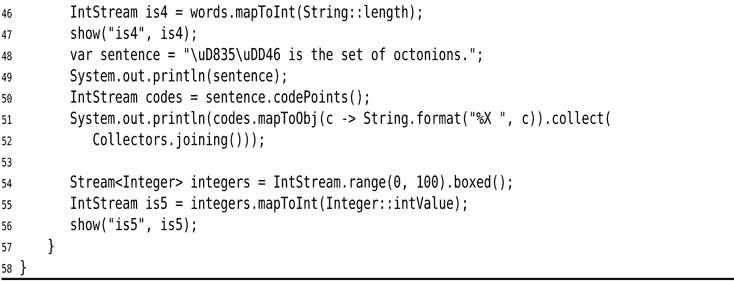 46 IntStream is4 = words.mapToInt(String::length);
47 show("is4", is4);
48 var sentence = "\uD835\uDD46 is the set of octonions.";
49 System.out.println(sentence);
50 IntStream codes = sentence.codePoints();
51 System.out.println(codes.mapToObj(c -> String.format("%X ", c)).collect(
52 Collectors.joining()));
53
54 Stream<Integer> integers = IntStream.range(0, 100).boxed();
55 IntStream is5 = integers.mapToInt(Integer::intValue);
56 show("is5", is5);
57 }
58 }